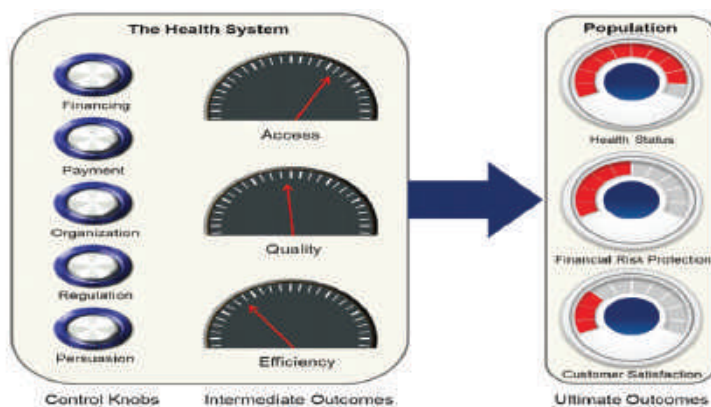 The Health System
Financing
Payment
Organization
Regulation
Persuasion
Access
Quality
Efficiency
Control Knobs
Intermediate Outcomes
Population
Health Status
Financial Risk Protection
Customer Satisfaction
Ultimate Outcomes